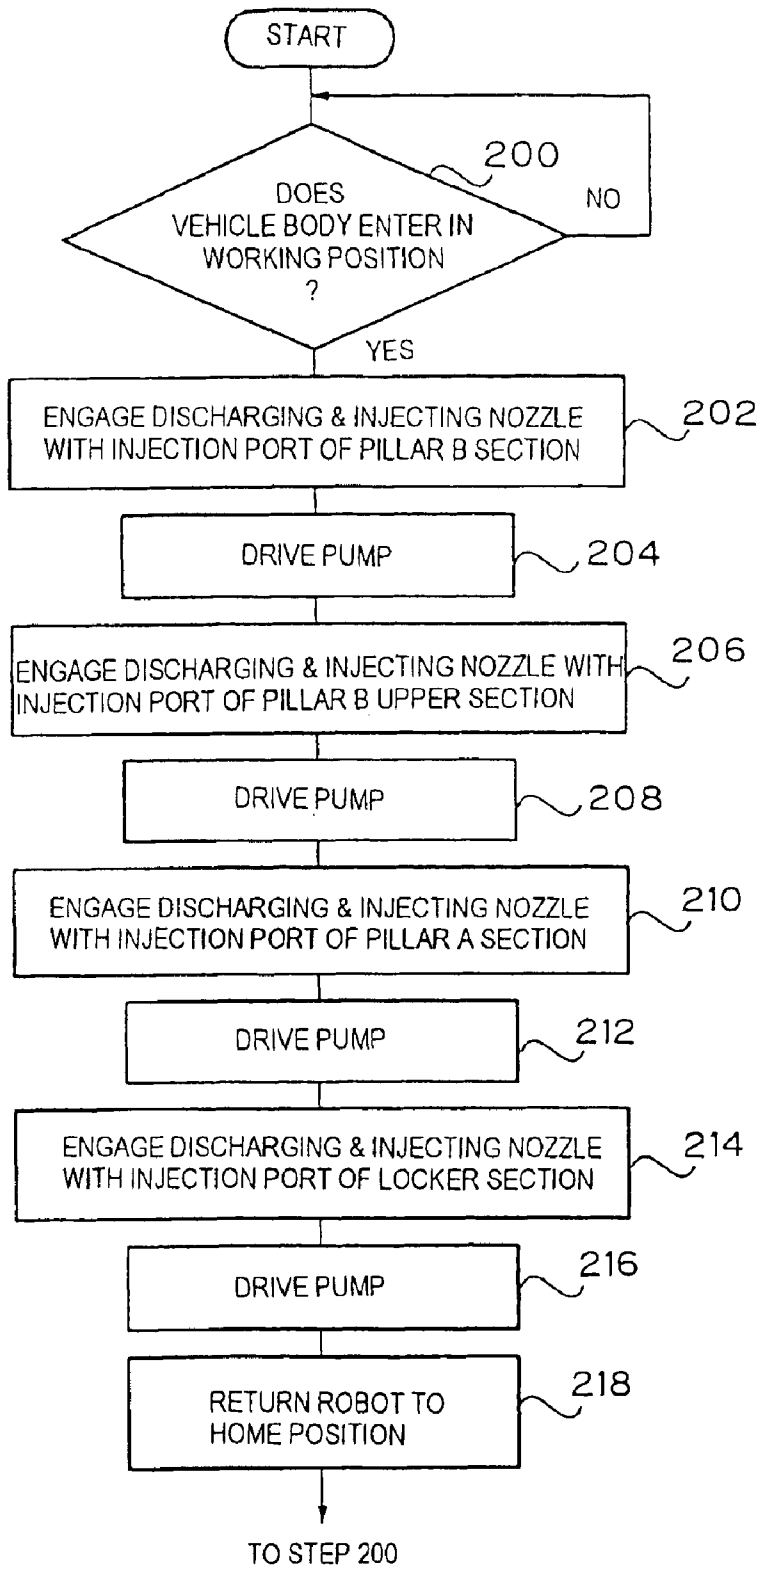 START
200
DOES
VEHICLE BODY ENTER IN
WORKING POSITION
?
NO
YES
ENGAGE DISCHARGING & INJECTING NOZZLE
WITH INJECTION PORT OF PILLAR B SECTION
202
DRIVE PUMP
204
ENGAGE DISCHARGING & INJECTING NOZZLE WITH
INJECTION PORT OF PILLAR B UPPER SECTION
206
DRIVE PUMP
208
ENGAGE DISCHARGING & INJECTING NOZZLE
WITH INJECTION PORT OF PILLAR A SECTION
210
DRIVE PUMP
212
ENGAGE DISCHARGING & INJECTING NOZZLE
WITH INJECTION PORT OF LOCKER SECTION
214
DRIVE PUMP
216
RETURN ROBOT TO
HOME POSITION
218
TO STEP 200